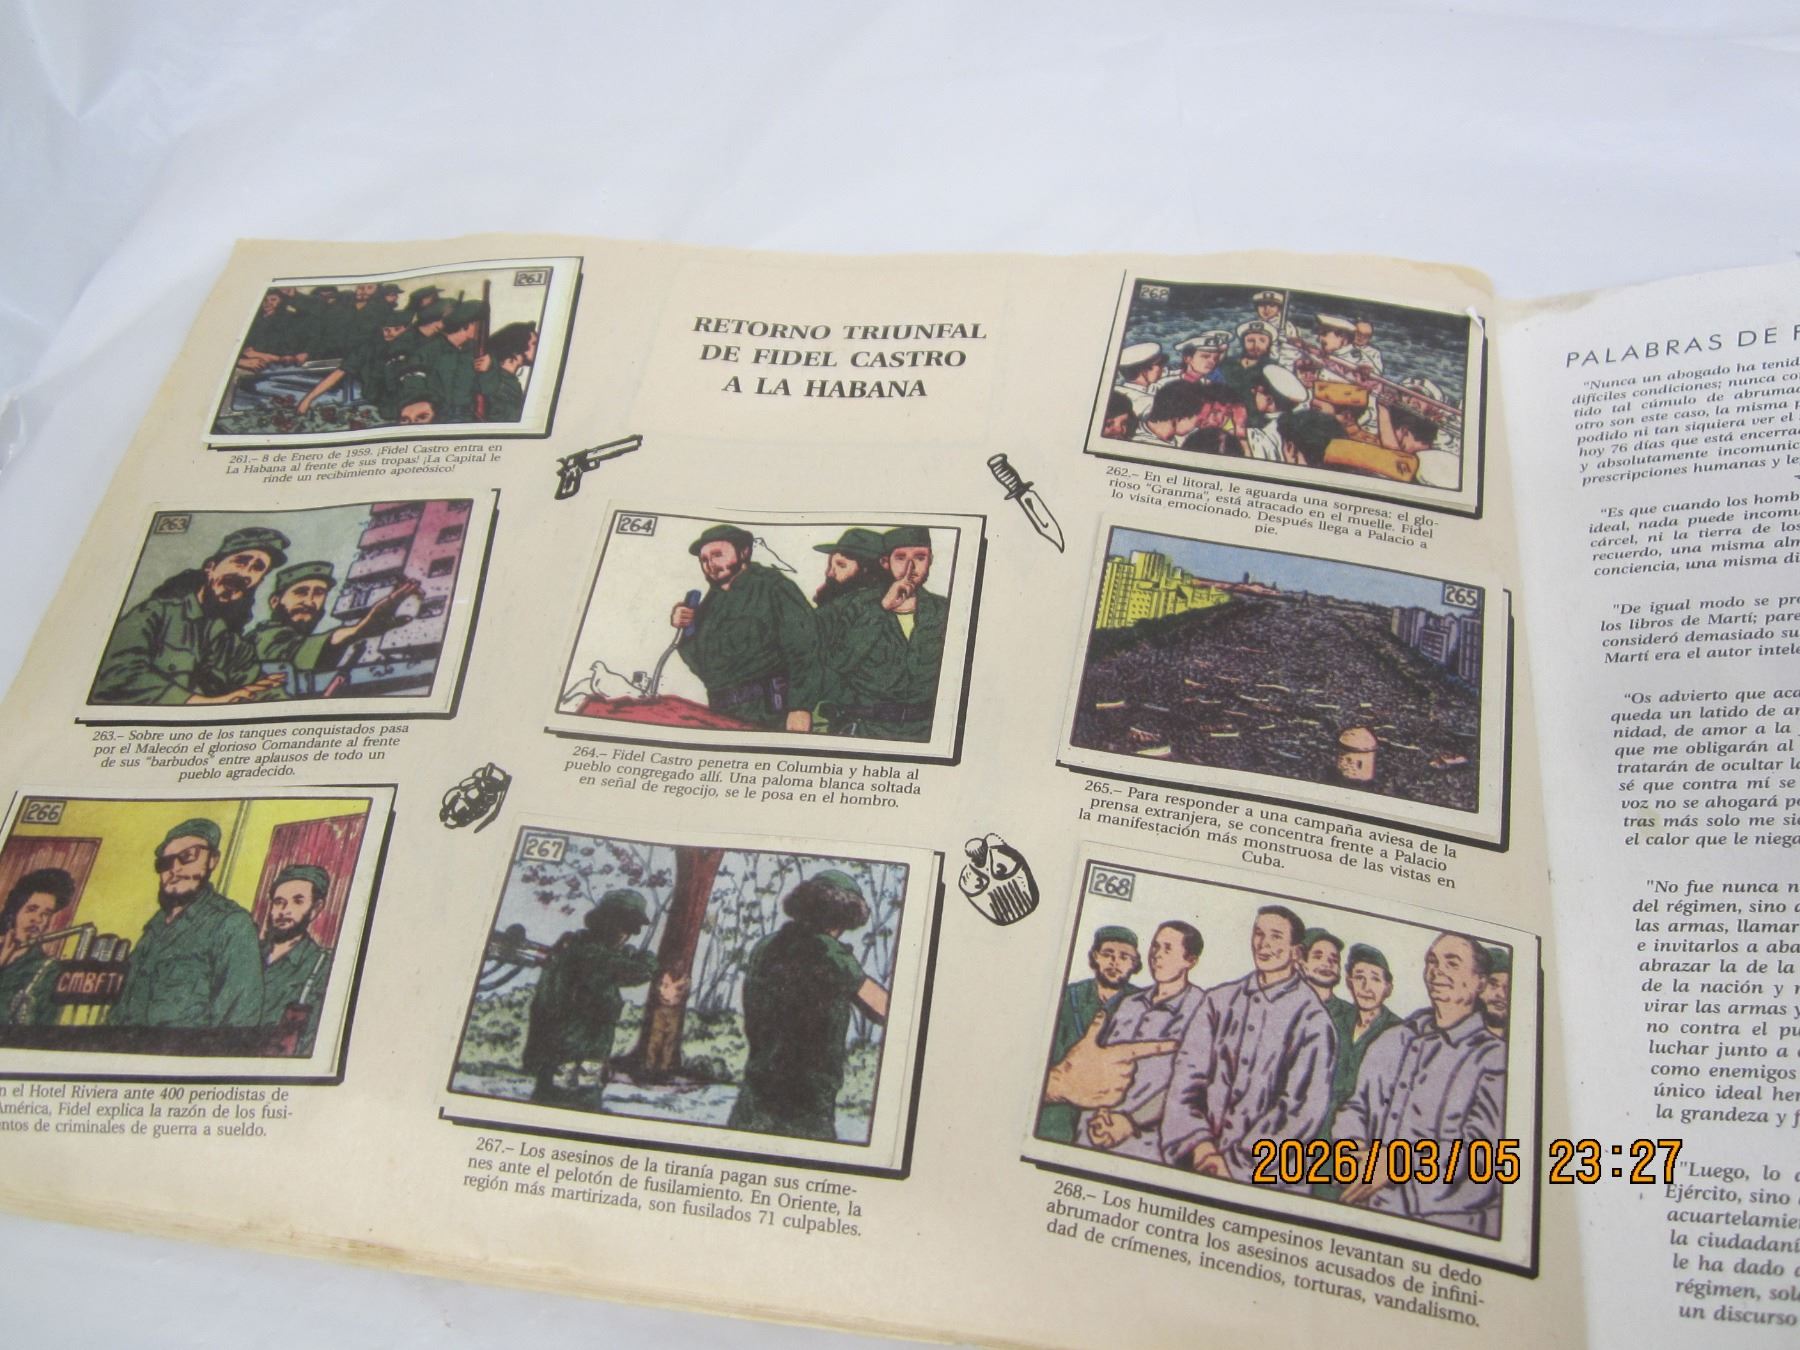 RETORNO TRIUNFAL
DE FIDEL CASTRO
A LA HABANA
261
261.– 8 de Enero de 1959. ¡Fidel Castro entra en
La Habana al frente de sus tropas! ¡La Capital le
rinde un recibimiento apoteósico!
262
262.– En el litoral, le aguarda una sorpresa: el glo-
rioso "Granma", está atracado en el muelle. Fidel
lo visita emocionado. Después llega a Palacio a
pie.
263
263.– Sobre uno de los tanques conquistados pasa
por el Malecón el glorioso Comandante al frente
de sus "barbudos" entre aplausos de todo un
pueblo agradecido.
264
264.– Fidel Castro penetra en Columbia y habla al
pueblo congregado allí. Una paloma blanca soltada
en señal de regocijo, se le posa en el hombro.
265
265.– Para responder a una campaña aviesa de la
prensa extranjera, se concentra frente a Palacio
la manifestación más monstruosa de las vistas en
Cuba.
266
CMBFT
n el Hotel Riviera ante 400 periodistas de
América, Fidel explica la razón de los fusi-
ntos de criminales de guerra a sueldo.
267
267.– Los asesinos de la tiranía pagan sus críme-
nes ante el pelotón de fusilamiento. En Oriente, la
región más martirizada, son fusilados 71 culpables.
268
268.– Los humildes campesinos levantan su dedo
abrumador contra los asesinos acusados de infini-
dad de crímenes, incendios, torturas, vandalismo.
PALABRAS DE F
"Nunca un abogado ha tenid
difíciles condiciones; nunca co
tido tal cúmulo de abruma
otro son este caso, la misma p
podido ni tan siquiera ver el
hoy 76 días que está encerra
y absolutamente incomunic
prescripciones humanas y le
"Es que cuando los homb
ideal, nada puede incomu
cárcel, ni la tierra de los
recuerdo, una misma alm
conciencia, una misma di
"De igual modo se pro
los libros de Martí; pare
consideró demasiado su
Martí era el autor intele
"Os advierto que aca
queda un latido de a
nidad, de amor a la
que me obligarán al
tratarán de ocultar la
sé que contra mí se
voz no se ahogará p
tras más solo me sie
el calor que le niega
"No fue nunca n
del régimen, sino a
las armas, llamar
e invitarlos a aba
abrazar la de la
de la nación y n
virar las armas y
no contra el pu
luchar junto a
como enemigos
único ideal her
la grandeza y f
"Luego, lo
Ejército, sino
acuartelamie
la ciudadaní
le ha dado
régimen, sol
un discurso
2026/03/05 23:27